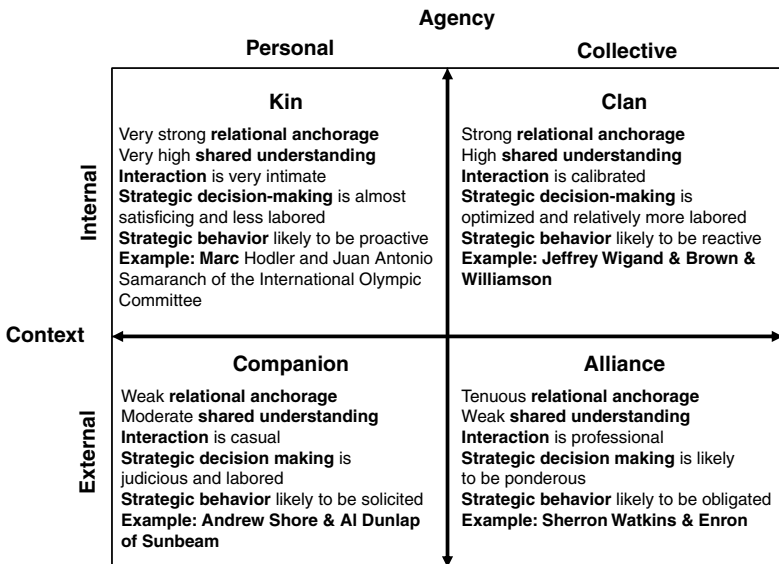 Agency
Personal
Collective
Internal
Kin
Very strong relational anchorage
Very high shared understanding
Interaction is very intimate
Strategic decision-making is almost
satisficing and less labored
Strategic behavior likely to be proactive
Example: Marc Hodler and Juan Antonio
Samaranch of the International Olympic
Committee
Clan
Strong relational anchorage
High shared understanding
Interaction is calibrated
Strategic decision-making is
optimized and relatively more labored
Strategic behavior likely to be reactive
Example: Jeffrey Wigand & Brown &
Williamson
Context
External
Companion
Weak relational anchorage
Moderate shared understanding
Interaction is casual
Strategic decision making is
judicious and labored
Strategic behavior likely to be solicited
Example: Andrew Shore & Al Dunlap
of Sunbeam
Alliance
Tenuous relational anchorage
Weak shared understanding
Interaction is professional
Strategic decision making is likely
to be ponderous
Strategic behavior likely to be obligated
Example: Sherron Watkins & Enron